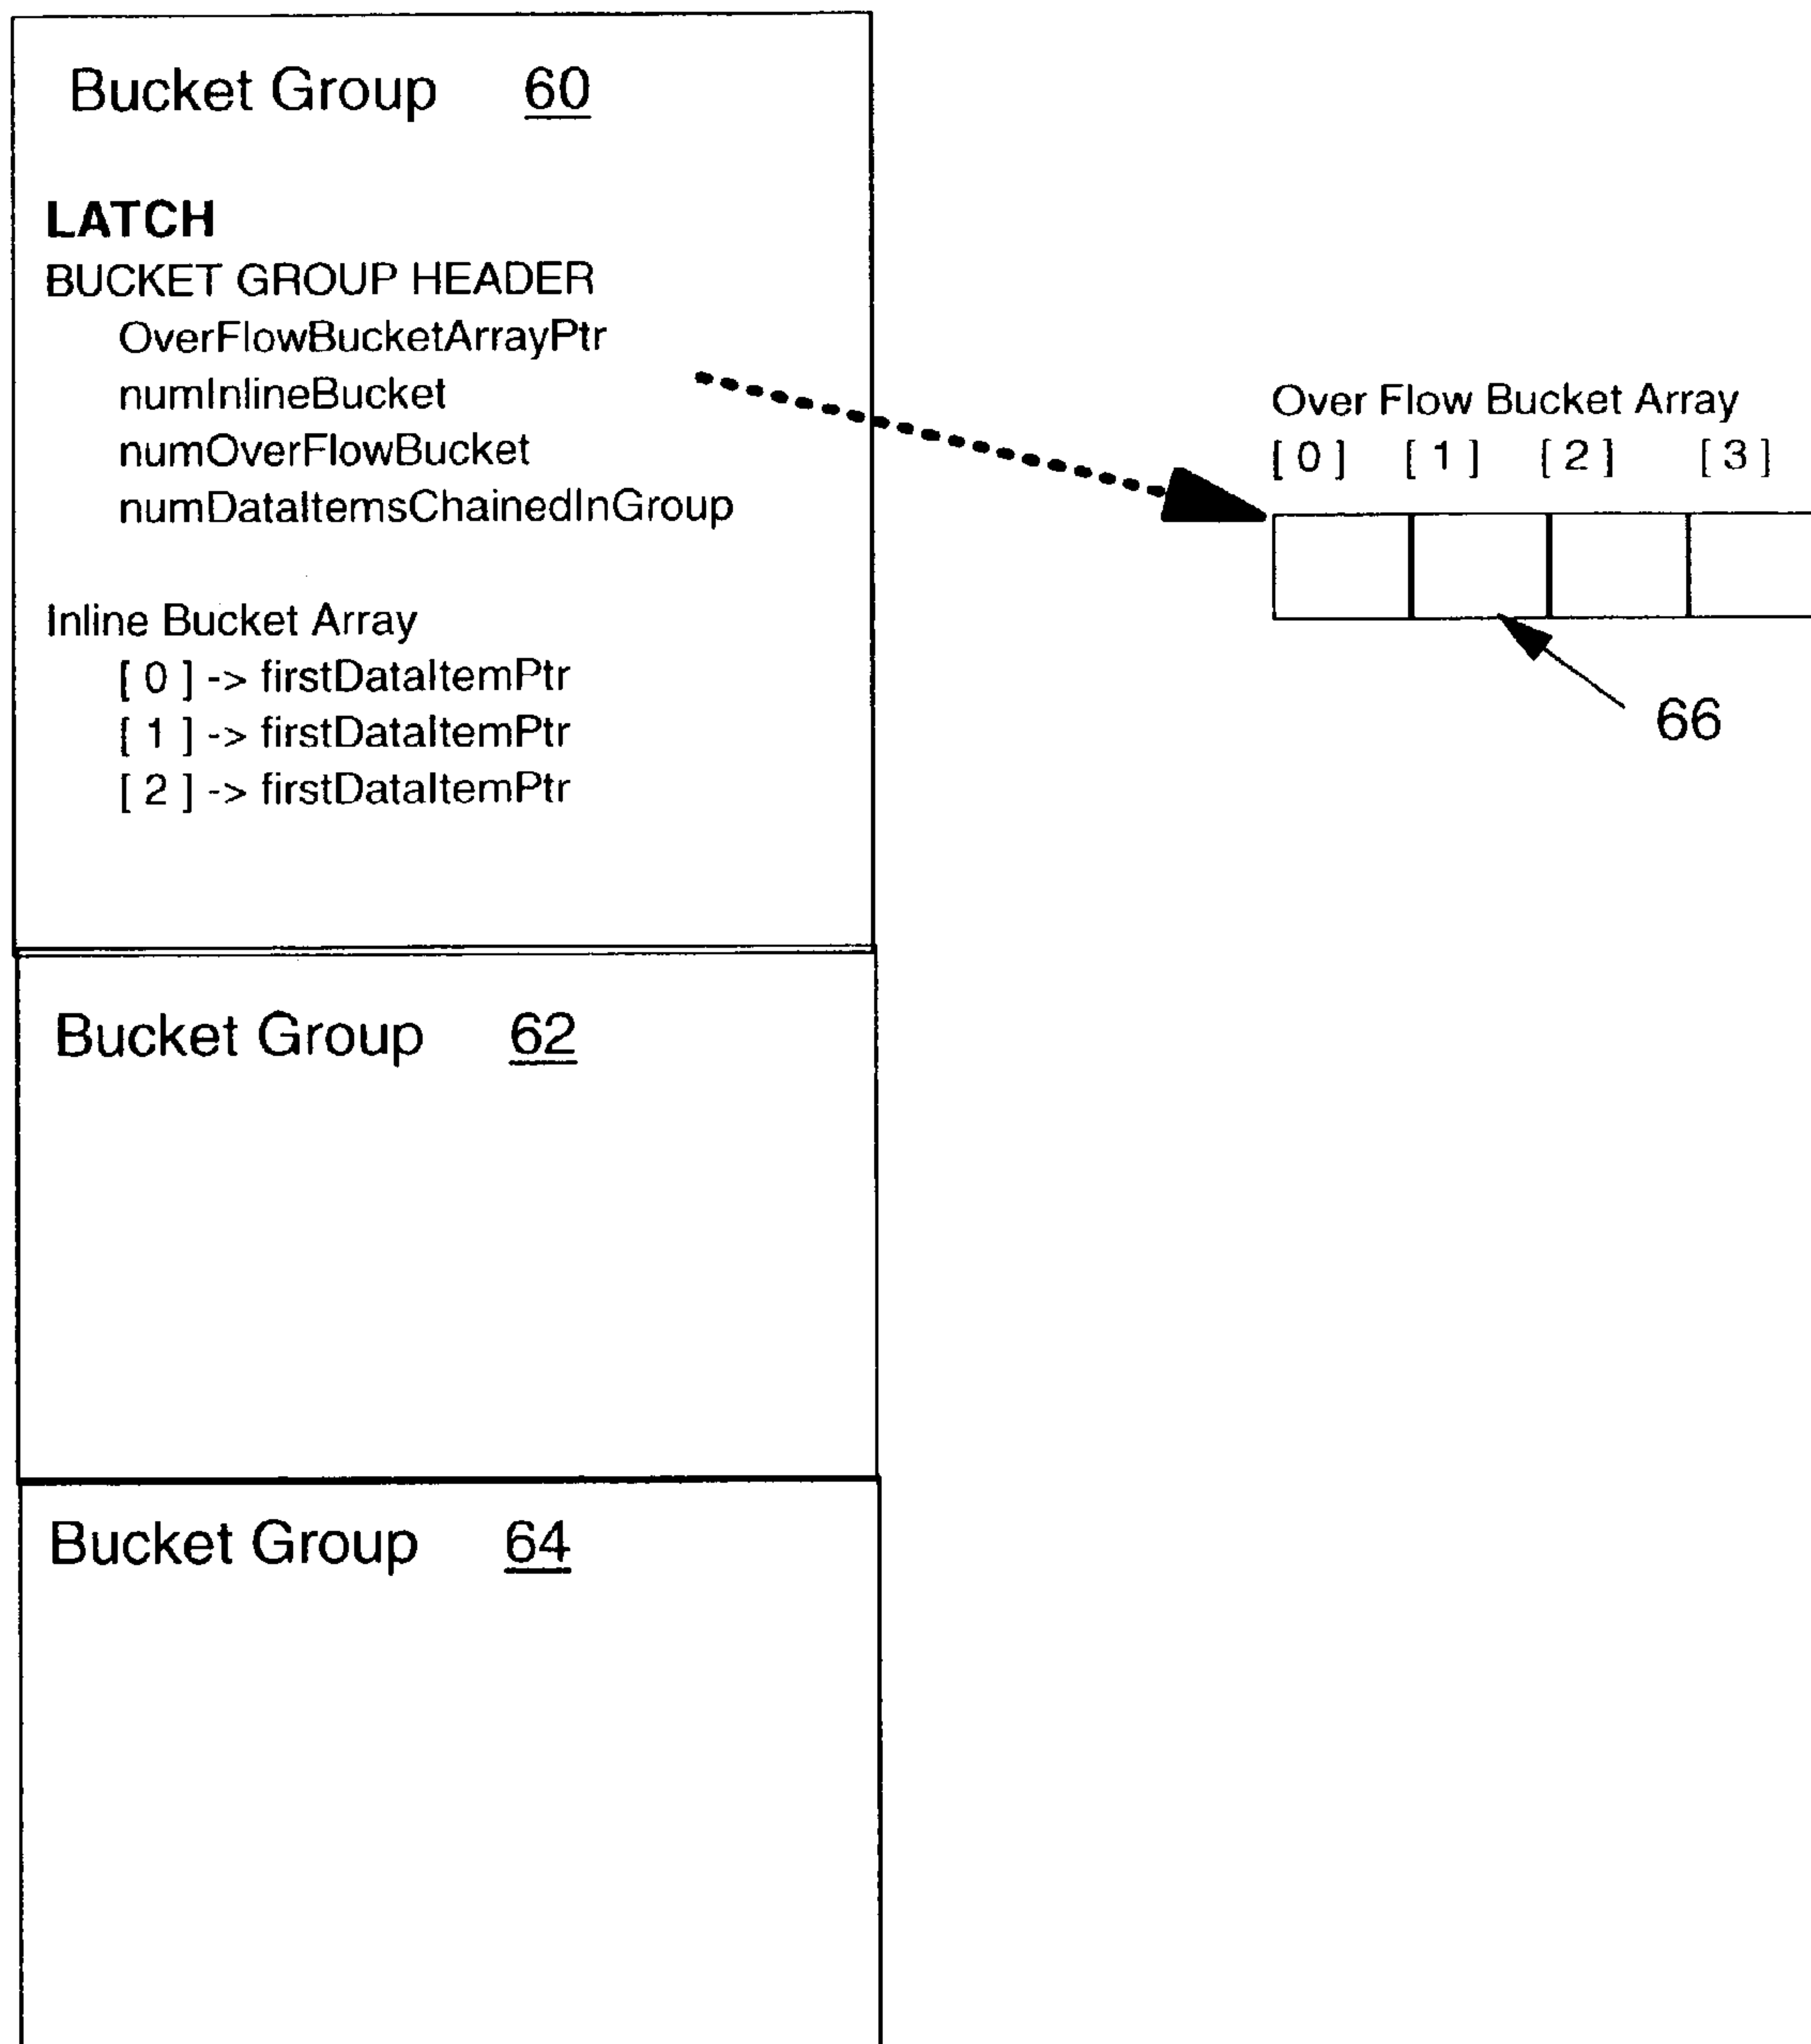 Bucket Group 60
LATCH
BUCKET GROUP HEADER
OverFlowBucketArrayPtr
numInlineBucket
numOverFlowBucket
numDataItemsChainedInGroup
Inline Bucket Array
[ 0 ] -> firstDataItemPtr
[ 1 ] -> firstDataItemPtr
[ 2 ] -> firstDataItemPtr
Over Flow Bucket Array
[ 0 ] [ 1 ] [ 2 ] [ 3 ]
66
Bucket Group 62
Bucket Group 64